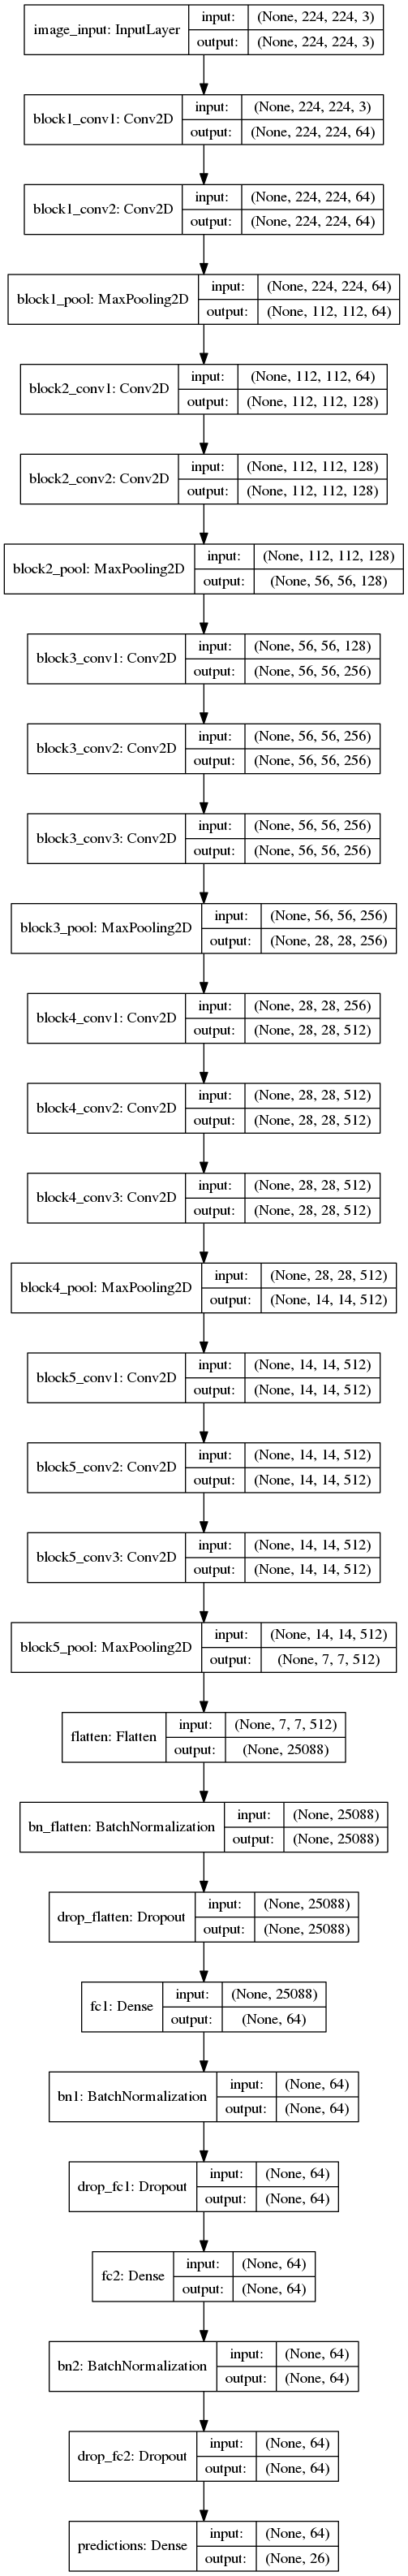 image_input: InputLayer
input: (None, 224, 224, 3)
output: (None, 224, 224, 3)
block1_conv1: Conv2D
input: (None, 224, 224, 3)
output: (None, 224, 224, 64)
block1_conv2: Conv2D
input: (None, 224, 224, 64)
output: (None, 224, 224, 64)
block1_pool: MaxPooling2D
input: (None, 224, 224, 64)
output: (None, 112, 112, 64)
block2_conv1: Conv2D
input: (None, 112, 112, 64)
output: (None, 112, 112, 128)
block2_conv2: Conv2D
input: (None, 112, 112, 128)
output: (None, 112, 112, 128)
block2_pool: MaxPooling2D
input: (None, 112, 112, 128)
output: (None, 56, 56, 128)
block3_conv1: Conv2D
input: (None, 56, 56, 128)
output: (None, 56, 56, 256)
block3_conv2: Conv2D
input: (None, 56, 56, 256)
output: (None, 56, 56, 256)
block3_conv3: Conv2D
input: (None, 56, 56, 256)
output: (None, 56, 56, 256)
block3_pool: MaxPooling2D
input: (None, 56, 56, 256)
output: (None, 28, 28, 256)
block4_conv1: Conv2D
input: (None, 28, 28, 256)
output: (None, 28, 28, 512)
block4_conv2: Conv2D
input: (None, 28, 28, 512)
output: (None, 28, 28, 512)
block4_conv3: Conv2D
input: (None, 28, 28, 512)
output: (None, 28, 28, 512)
block4_pool: MaxPooling2D
input: (None, 28, 28, 512)
output: (None, 14, 14, 512)
block5_conv1: Conv2D
input: (None, 14, 14, 512)
output: (None, 14, 14, 512)
block5_conv2: Conv2D
input: (None, 14, 14, 512)
output: (None, 14, 14, 512)
block5_conv3: Conv2D
input: (None, 14, 14, 512)
output: (None, 14, 14, 512)
block5_pool: MaxPooling2D
input: (None, 14, 14, 512)
output: (None, 7, 7, 512)
flatten: Flatten
input: (None, 7, 7, 512)
output: (None, 25088)
bn_flatten: BatchNormalization
input: (None, 25088)
output: (None, 25088)
drop_flatten: Dropout
input: (None, 25088)
output: (None, 25088)
fc1: Dense
input: (None, 25088)
output: (None, 64)
bn1: BatchNormalization
input: (None, 64)
output: (None, 64)
drop_fc1: Dropout
input: (None, 64)
output: (None, 64)
fc2: Dense
input: (None, 64)
output: (None, 64)
bn2: BatchNormalization
input: (None, 64)
output: (None, 64)
drop_fc2: Dropout
input: (None, 64)
output: (None, 64)
predictions: Dense
input: (None, 64)
output: (None, 26)